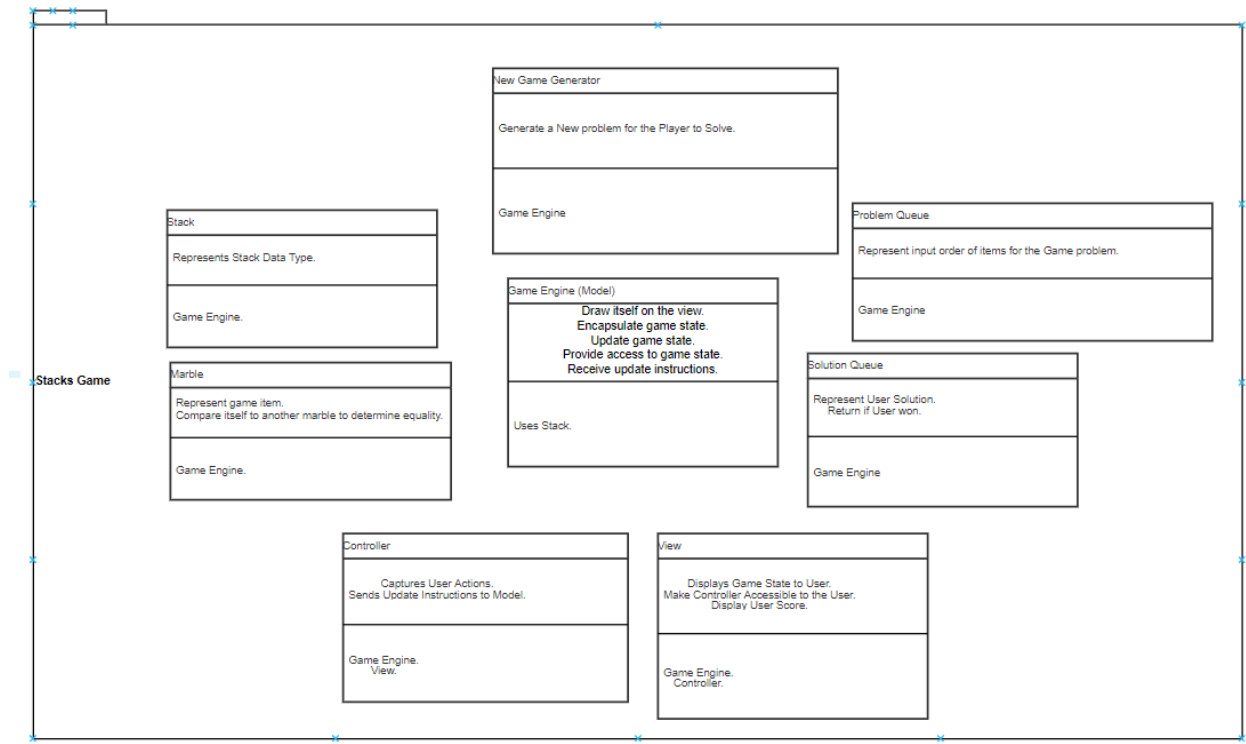 New Game Generator
Generate a New problem for the Player to Solve.
Game Engine
Stack
Represents Stack Data Type.
Game Engine.
Problem Queue
Represent input order of items for the Game problem.
Game Engine
Game Engine (Model)
Draw itself on the view.
Encapsulate game state.
Update game state.
Provide access to game state.
Receive update instructions.
Uses Stack.
Stacks Game
Marble
Represent game item.
Compare itself to another marble to determine equality.
Game Engine.
Solution Queue
Represent User Solution.
Return if User won.
Game Engine
Controller
Captures User Actions.
Sends Update Instructions to Model.
Game Engine.
View.
View
Displays Game State to User.
Make Controller Accessible to the User.
Display User Score.
Game Engine.
Controller.